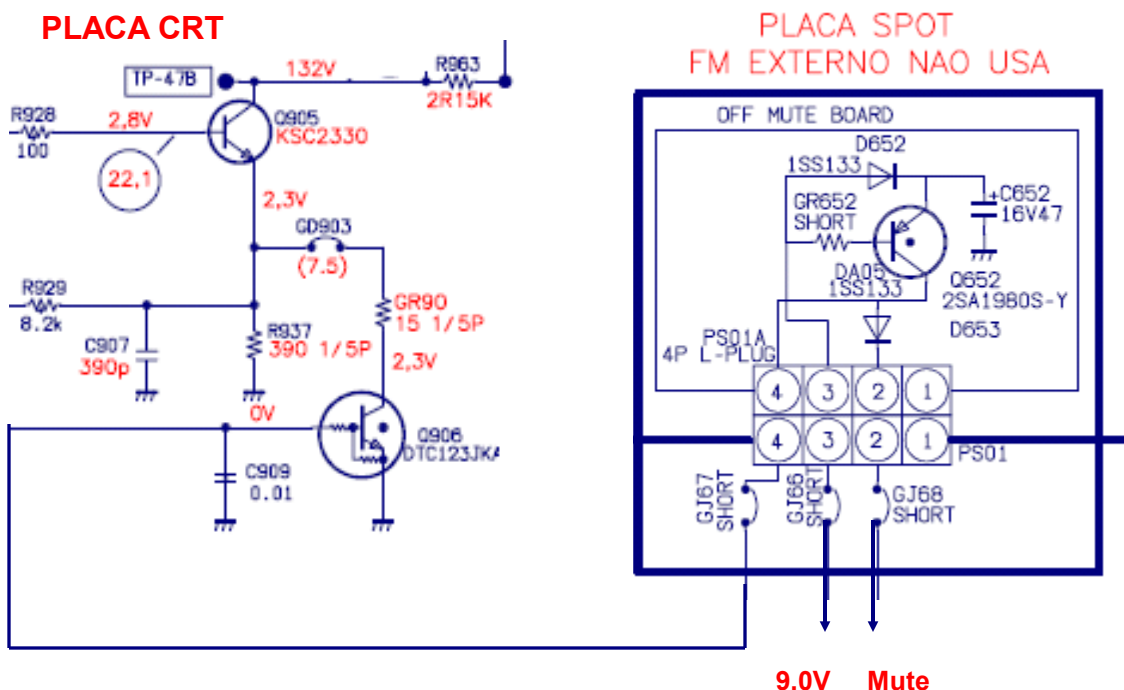 PLACA CRT
TP-47B
132V
R963
2R15K
R928
100
2,8V
Q905
KSC2330
22,1
2,3V
GD903
(7.5)
R929
8.2k
C907
390p
R937
390 1/5P
GR90
15 1/5P
2,3V
0V
Q906
DTC123JKA
C909
0.01
PLACA SPOT
FM EXTERNO NAO USA
OFF MUTE BOARD
D652
1SS133
GR652
SHORT
+C652
16V47
DA05
1SS133
Q652
2SA1980S-Y
D653
PS01A
4P L-PLUG
4 3 2 1
4 3 2 1
PS01
GJ67
SHORT
GJ66
SHORT
GJ68
SHORT
9.0V Mute